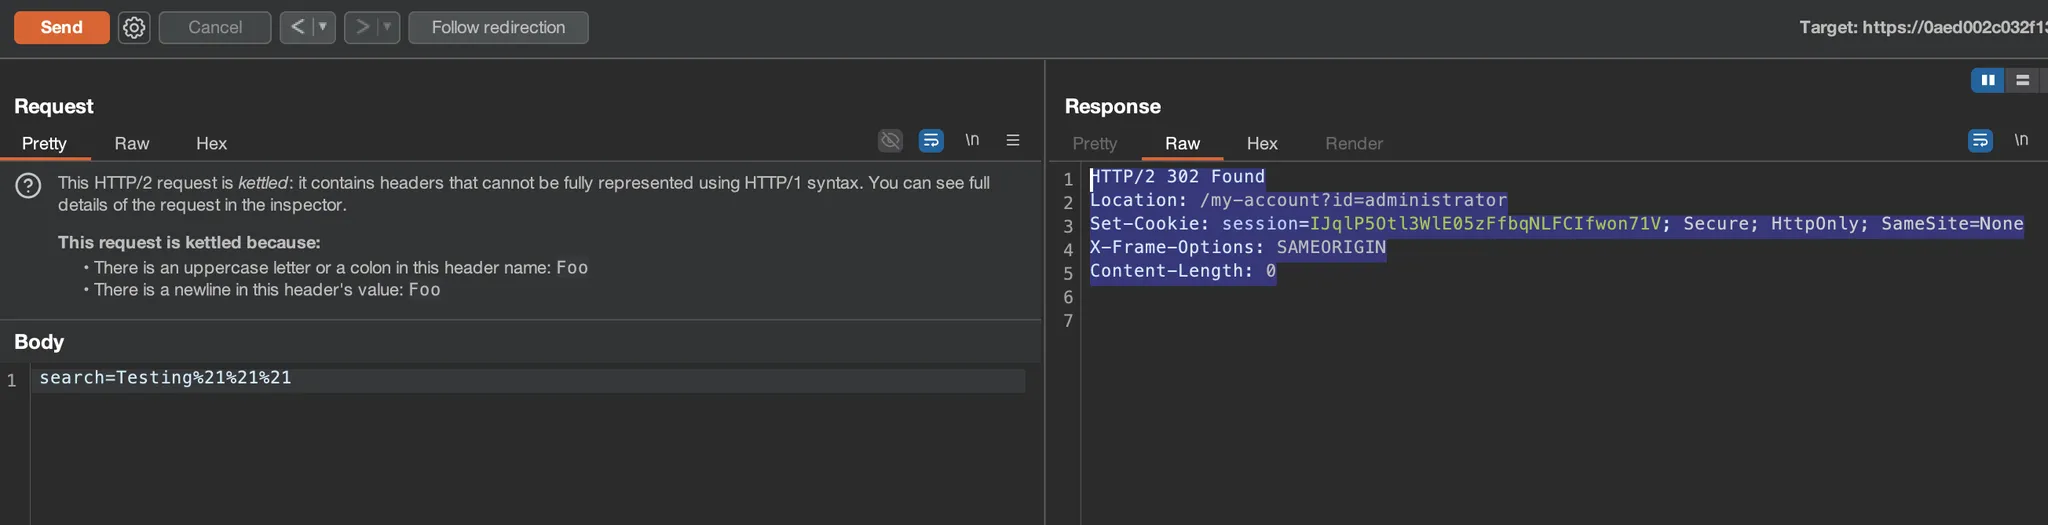 Send Cancel < ▼ > ▼ Follow redirection Target: https://0aed002c032f13
Request
Pretty Raw Hex \n
This HTTP/2 request is kettled: it contains headers that cannot be fully represented using HTTP/1 syntax. You can see full
details of the request in the inspector.
This request is kettled because:
• There is an uppercase letter or a colon in this header name: Foo
• There is a newline in this header's value: Foo
Body
1 search=Testing%21%21%21
Response
Pretty Raw Hex Render \n
1 HTTP/2 302 Found
2 Location: /my-account?id=administrator
3 Set-Cookie: session=IJqlP5Otl3WlE05zFfbqNLFCIfwon71V; Secure; HttpOnly; SameSite=None
4 X-Frame-Options: SAMEORIGIN
5 Content-Length: 0
6
7